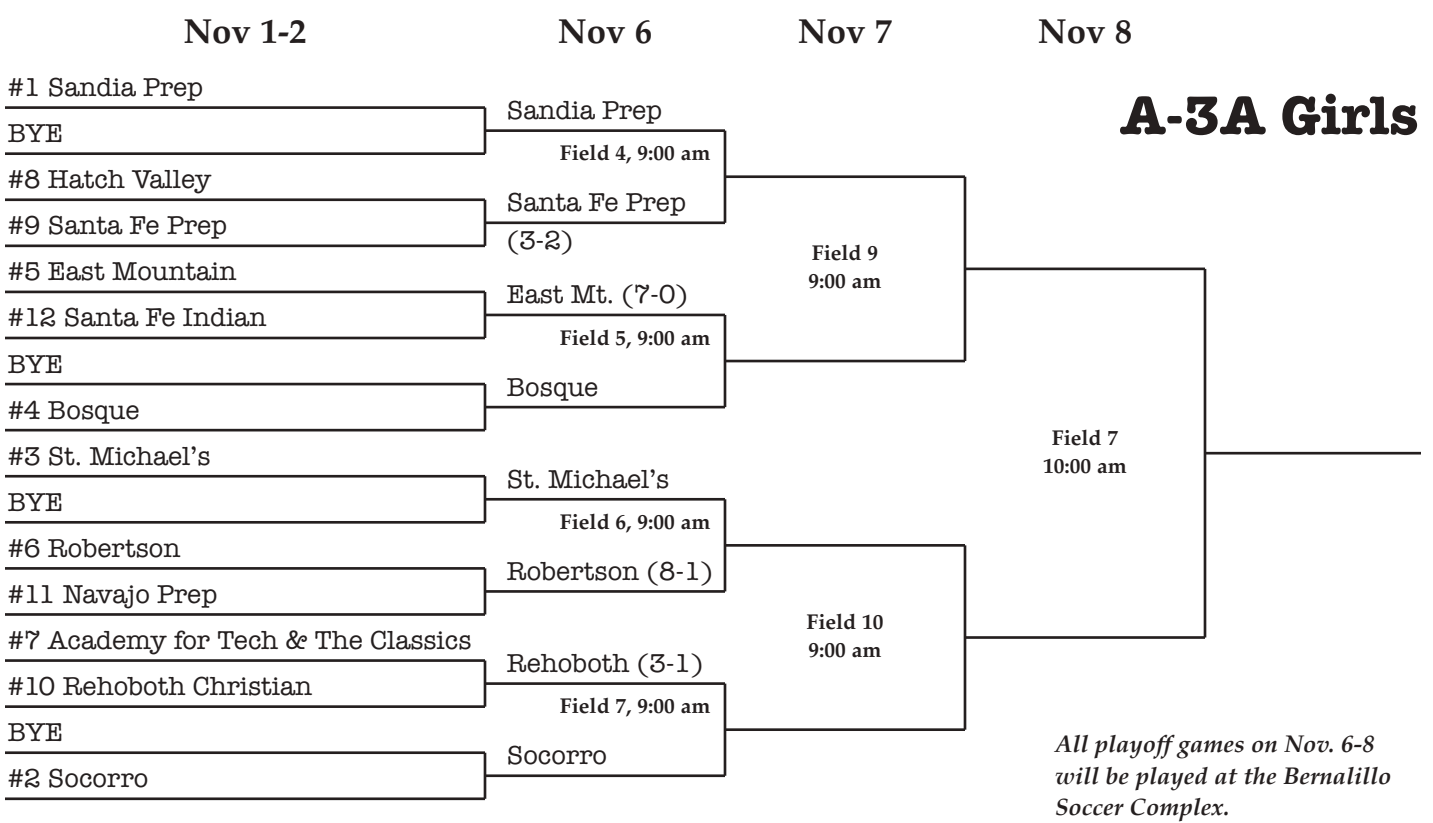 Nov 1-2
Nov 6
Nov 7
Nov 8
A-3A Girls
#1 Sandia Prep
BYE
#8 Hatch Valley
#9 Santa Fe Prep
#5 East Mountain
#12 Santa Fe Indian
BYE
#4 Bosque
#3 St. Michael's
BYE
#6 Robertson
#11 Navajo Prep
#7 Academy for Tech & The Classics
#10 Rehoboth Christian
BYE
#2 Socorro
Sandia Prep
Field 4, 9:00 am
Santa Fe Prep
(3-2)
East Mt. (7-0)
Field 5, 9:00 am
Bosque
St. Michael's
Field 6, 9:00 am
Robertson (8-1)
Rehoboth (3-1)
Field 7, 9:00 am
Socorro
Field 9
9:00 am
Field 10
9:00 am
Field 7
10:00 am
All playoff games on Nov. 6-8
will be played at the Bernalillo
Soccer Complex.